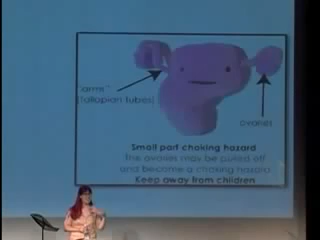 "arms"
(fallopian tubes)
ovaries
Small part choking hazard
The ovaries may be pulled off
and become a choking hazard
Keep away from children